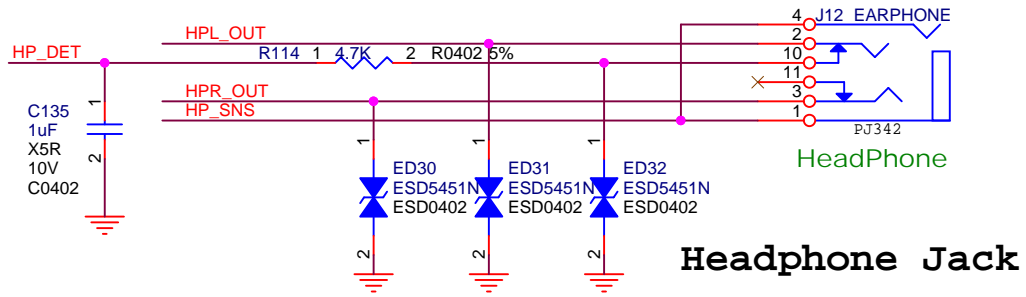 4 J12 EARPHONE
HPL_OUT 2
HP_DET R114 1 4.7K 2 R0402 5% 10
11
HPR_OUT 3
HP_SNS 1
PJ342
HeadPhone
1
C135
1uF
X5R
10V
C0402
2
1 ED30
ESD5451N
ESD0402
2
1 ED31
ESD5451N
ESD0402
2
1 ED32
ESD5451N
ESD0402
2
Headphone Jack